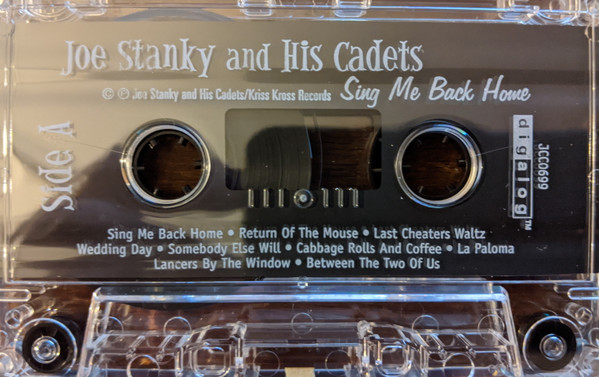 Joe Stanky and His Cadets
© ℗ Joe Stanky and His Cadets/Kriss Kross Records Sing Me Back Home
Side A
digalog™
JCC0699
Sing Me Back Home • Return Of The Mouse • Last Cheaters Waltz
Wedding Day • Somebody Else Will • Cabbage Rolls And Coffee • La Paloma
Lancers By The Window • Between The Two Of Us